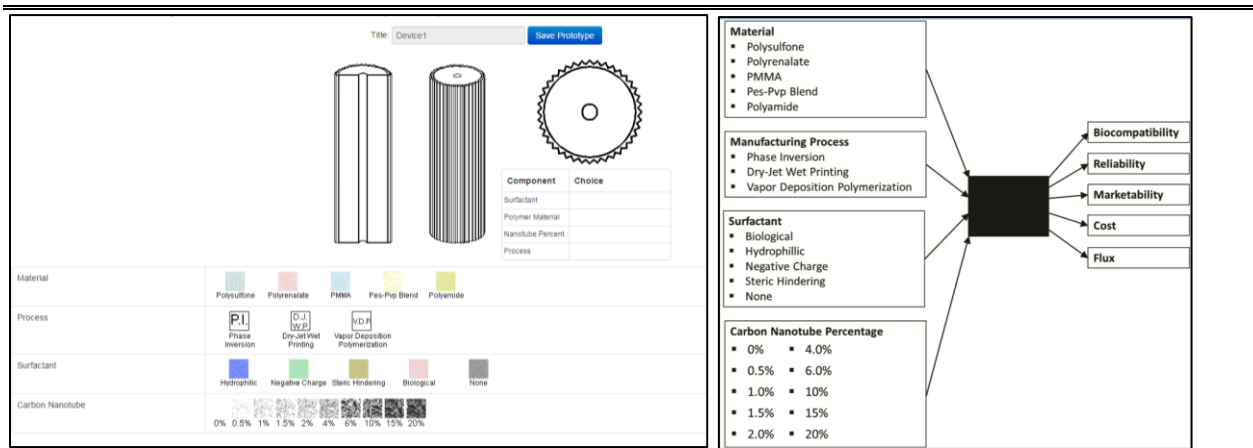 Title: Device1 Save Prototype
Component Choice
Surfactant
Polymer Material
Nanotube Percent
Process
Material
Polysulfone Polyrenalate PMMA Pes-Pvp Blend Polyamide
Process
P.I. D.J. W.P. V.D.P.
Phase Inversion Dry-Jet Wet Printing Vapor Deposition Polymerization
Surfactant
Hydrophilic Negative Charge Steric Hindering Biological None
Carbon Nanotube
0% 0.5% 1% 1.5% 2% 4% 6% 10% 15% 20%
Material
▪ Polysulfone
▪ Polyrenalate
▪ PMMA
▪ Pes-Pvp Blend
▪ Polyamide
Manufacturing Process
▪ Phase Inversion
▪ Dry-Jet Wet Printing
▪ Vapor Deposition Polymerization
Surfactant
▪ Biological
▪ Hydrophillic
▪ Negative Charge
▪ Steric Hindering
▪ None
Carbon Nanotube Percentage
▪ 0% ▪ 4.0%
▪ 0.5% ▪ 6.0%
▪ 1.0% ▪ 10%
▪ 1.5% ▪ 15%
▪ 2.0% ▪ 20%
Biocompatibility
Reliability
Marketability
Cost
Flux